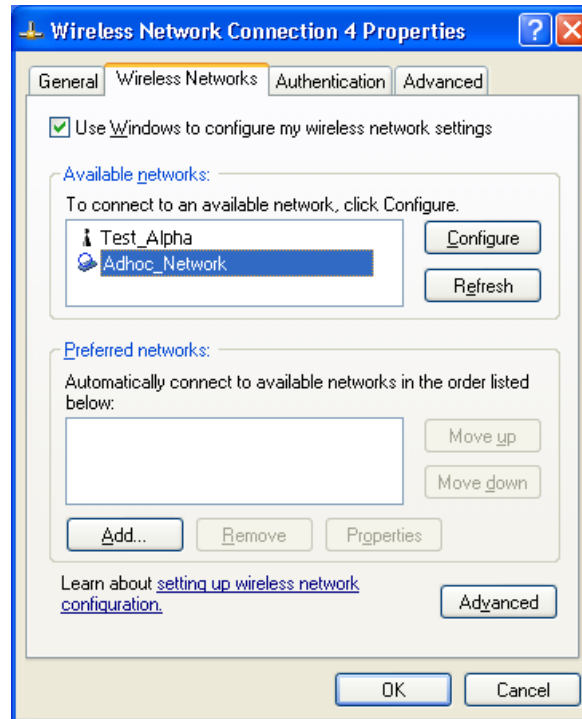 Wireless Network Connection 4 Properties
General Wireless Networks Authentication Advanced
Use Windows to configure my wireless network settings
Available networks:
To connect to an available network, click Configure.
Test_Alpha
Configure
Adhoc_Network
Refresh
Preferred networks:
Automatically connect to available networks in the order listed
below:
Move up
Move down
Add... Remove Properties
Learn about setting up wireless network
configuration.
Advanced
OK Cancel